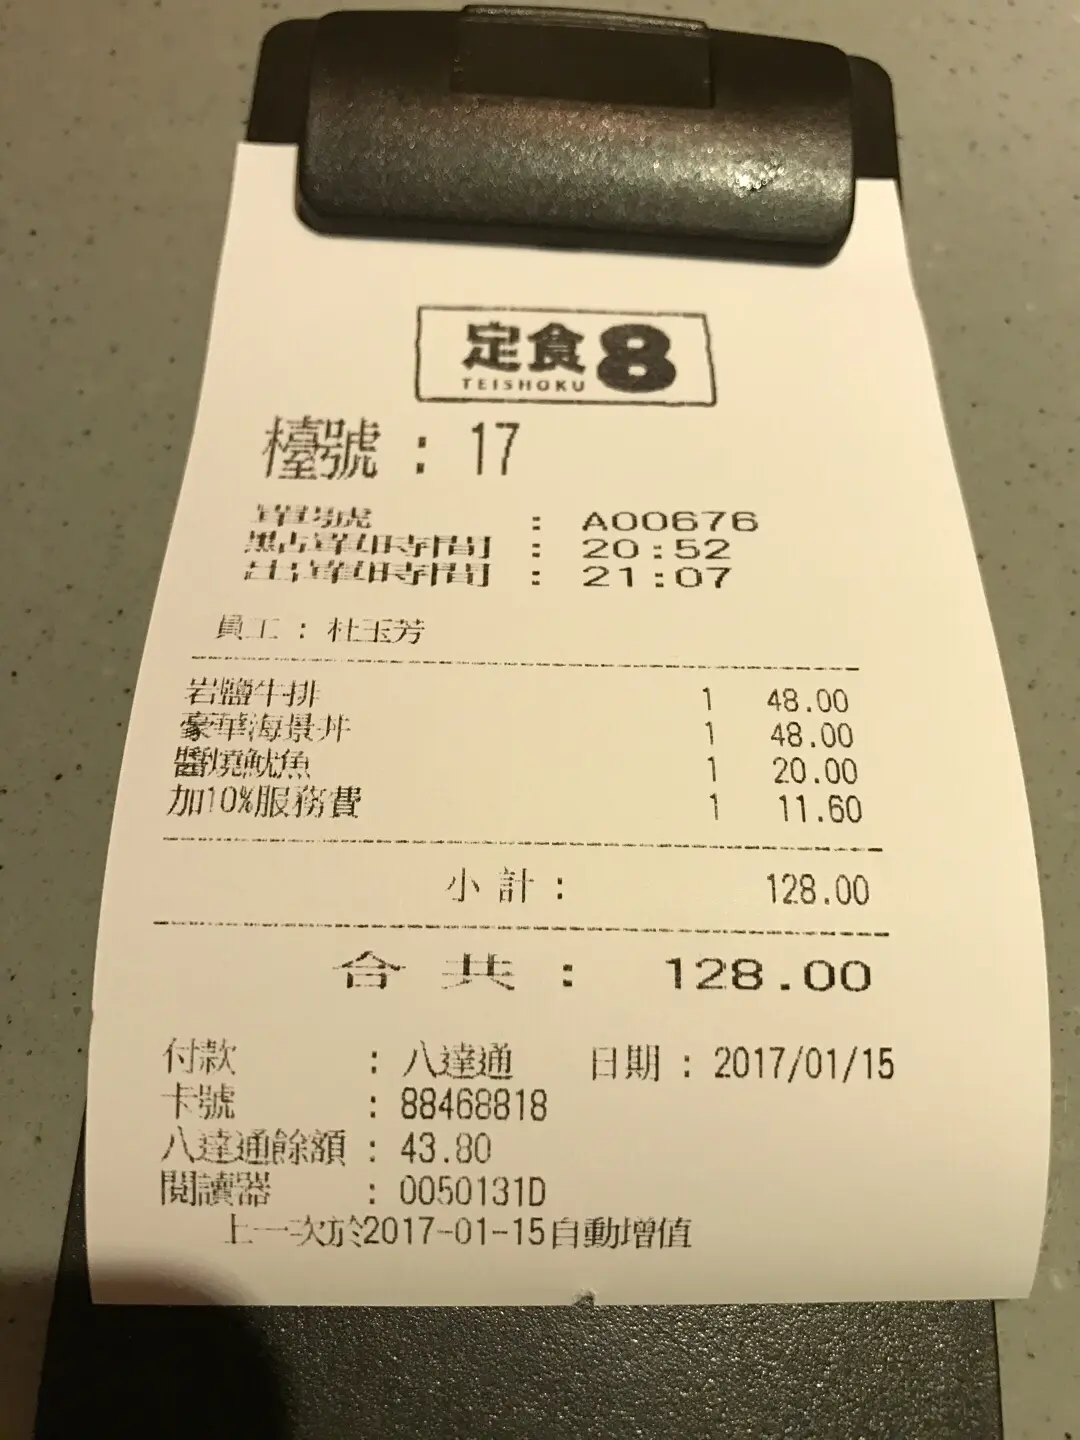 定食8
TEISHOKU
檯號 : 17
單號 : A00676
點單時間 : 20:52
出單時間 : 21:07
員工 : 杜玉芳
岩鹽牛排 1 48.00
豪華海景丼 1 48.00
醬燒魷魚 1 20.00
加10%服務費 1 11.60
小 計 : 128.00
合 共 : 128.00
付款 : 八達通 日期 : 2017/01/15
卡號 : 88468818
八達通餘額 : 43.80
閱讀器 : 0050131D
上一次於2017-01-15自動增值